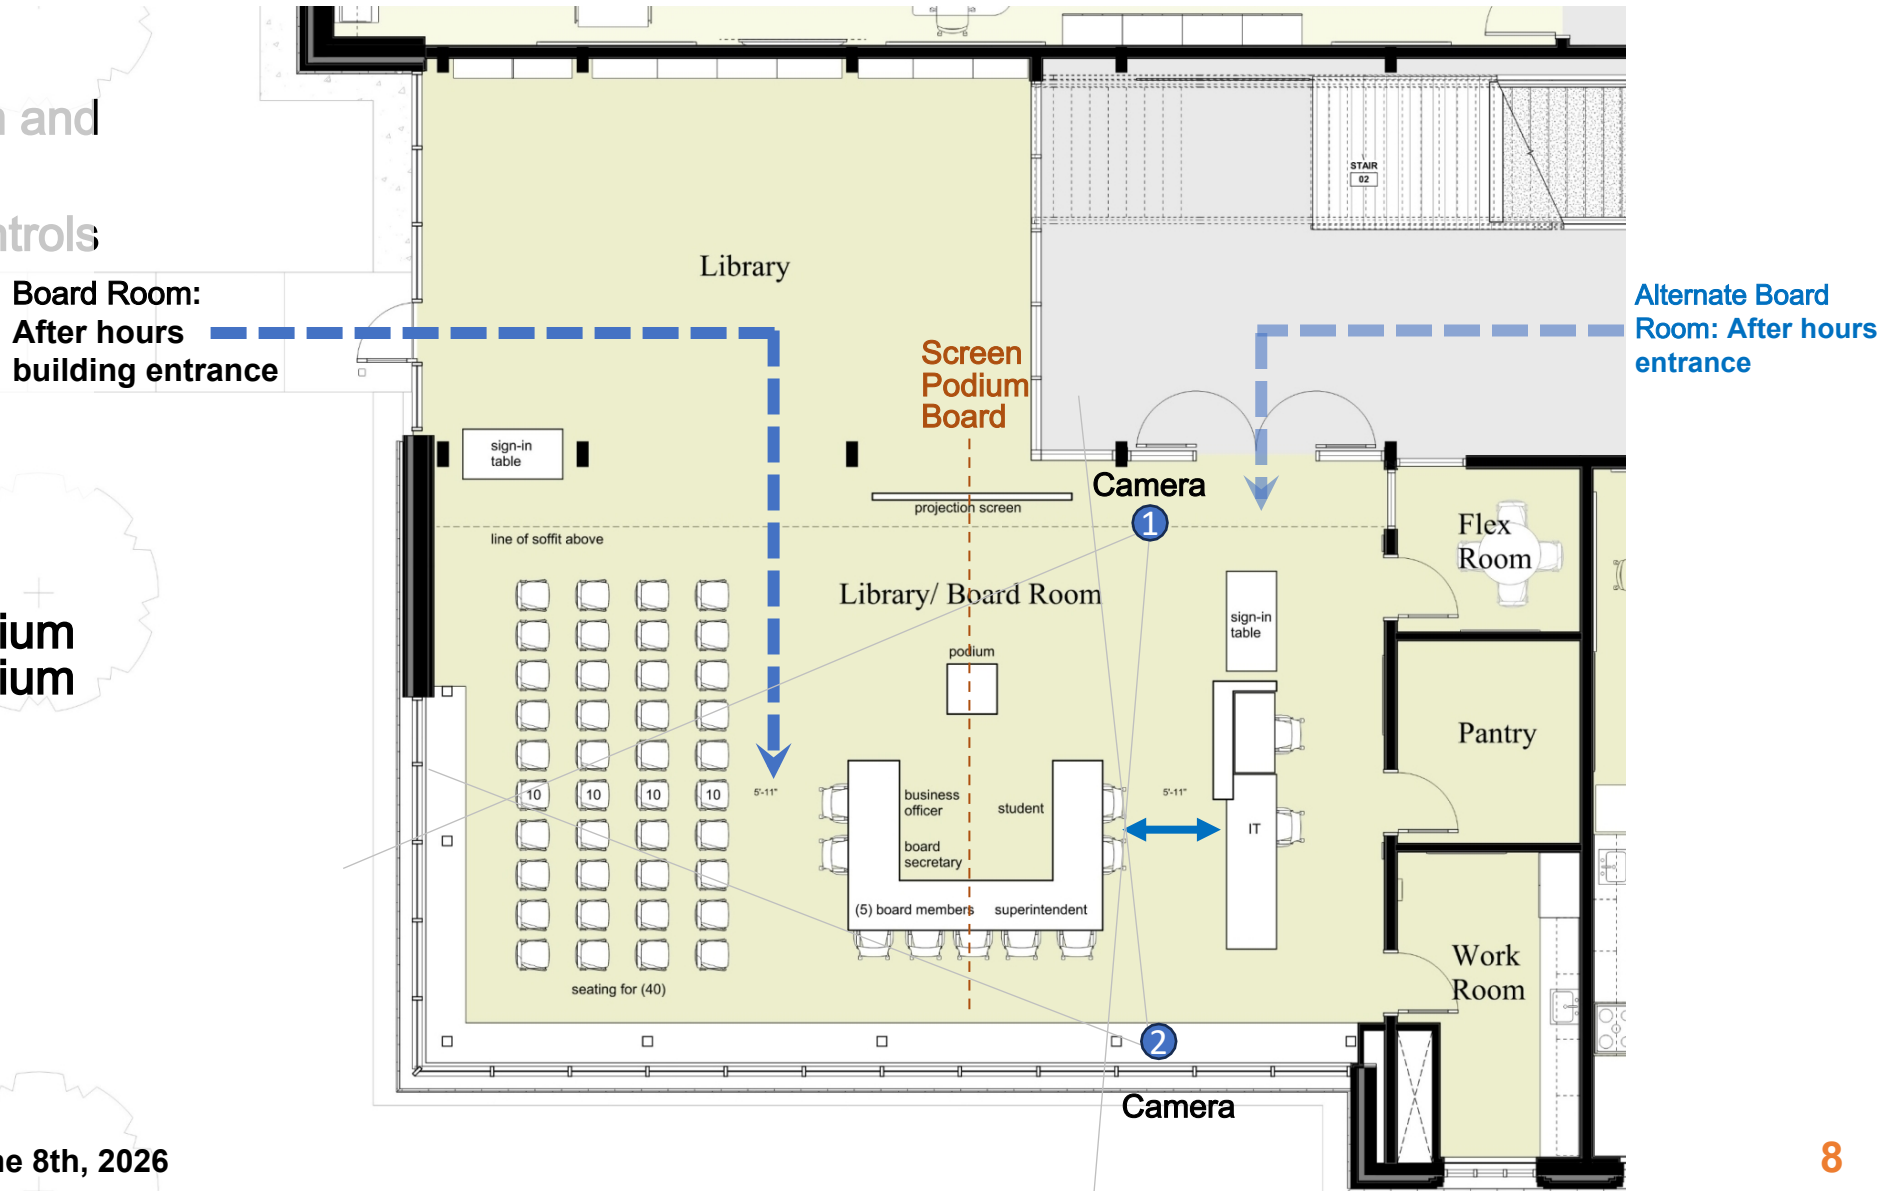 and
ntrols
Board Room:
After hours
building entrance
ium
ium
Library
STAIR
02
Alternate Board
Room: After hours
entrance
Screen
Podium
Board
sign-in
table
Camera
1
projection screen
line of soffit above
Library/ Board Room
Flex
Room
sign-in
table
podium
Pantry
10
10
10
10
5'-11"
business
officer
student
5'-11"
IT
board
secretary
(5) board members
superintendent
Work
Room
seating for (40)
2
Camera
ne 8th, 2026
8